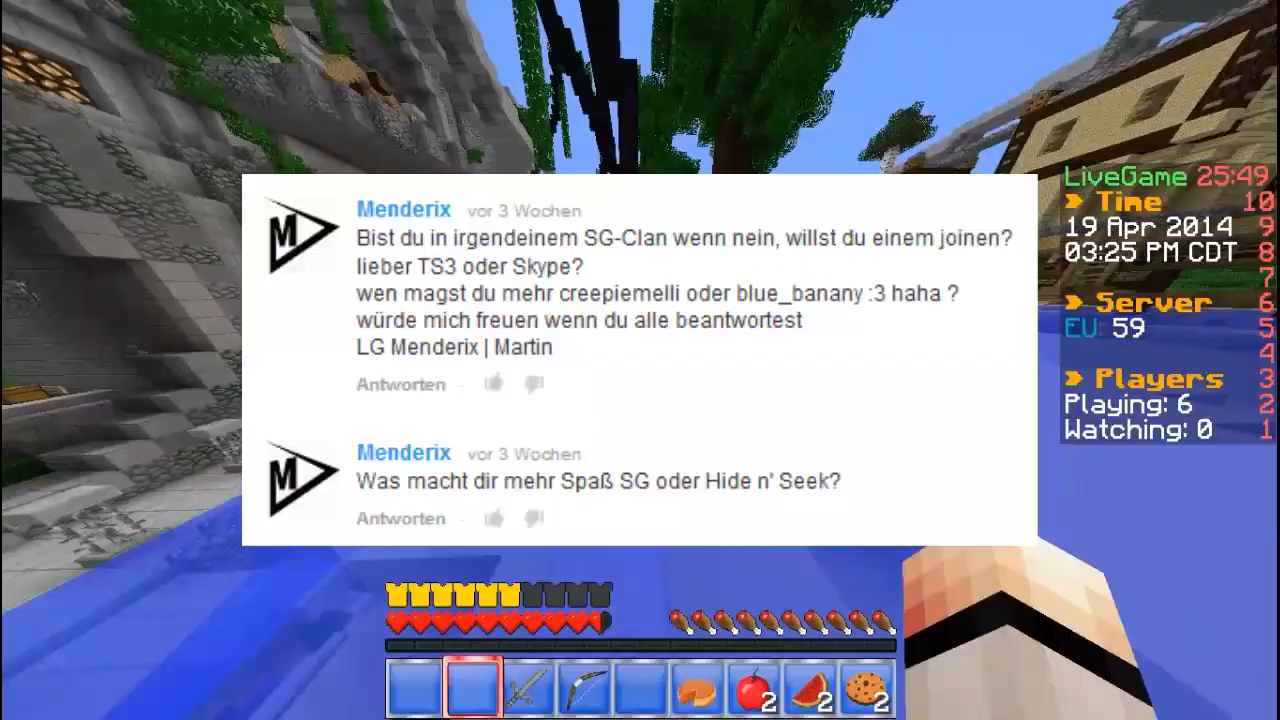 Menderix vor 3 Wochen
Bist du in irgendeinem SG-Clan wenn nein, willst du einem joinen?
lieber TS3 oder Skype?
wen magst du mehr creepiemelli oder blue_banany :3 haha ?
würde mich freuen wenn du alle beantwortest
LG Menderix | Martin
Antworten
Menderix vor 3 Wochen
Was macht dir mehr Spaß SG oder Hide n' Seek?
Antworten
LiveGame 25:49
Time 10
19 Apr 2014 9
03:25 PM CDT 8
7
Server 6
EU: 59 5
4
Players 3
Playing: 6 2
Watching: 0 1
2 2 2
M
M